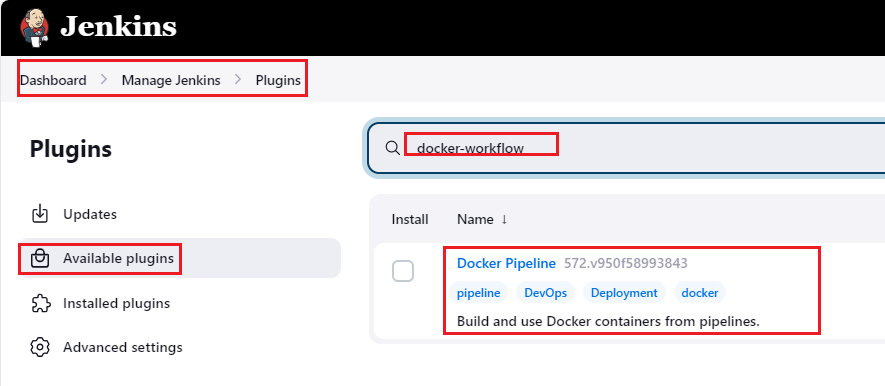 Jenkins
Dashboard > Manage Jenkins > Plugins
Plugins
docker-workflow
Updates
Available plugins
Installed plugins
Advanced settings
Install Name ↓
Docker Pipeline 572.v950f58993843
pipeline DevOps Deployment docker
Build and use Docker containers from pipelines.